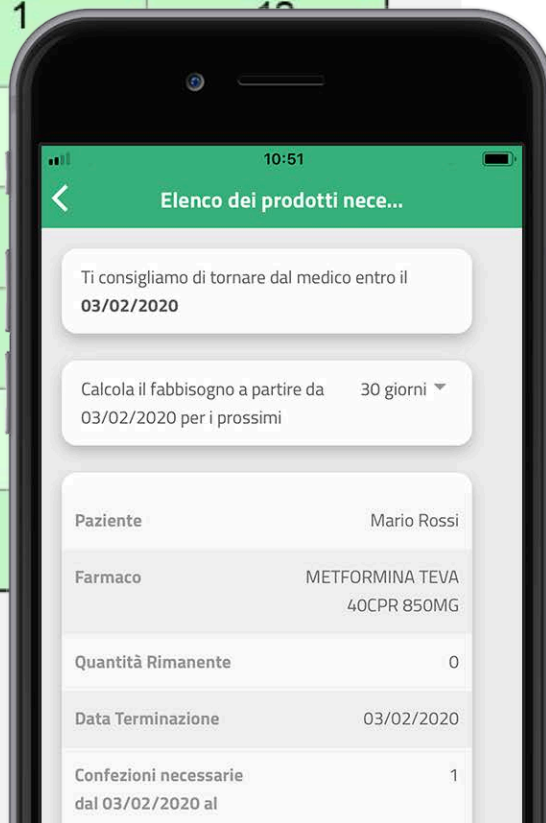 1
10:51
Elenco dei prodotti nece...
Ti consigliamo di tornare dal medico entro il
03/02/2020
Calcola il fabbisogno a partire da 30 giorni
03/02/2020 per i prossimi
Paziente Mario Rossi
Farmaco METFORMINA TEVA
40CPR 850MG
Quantità Rimanente 0
Data Terminazione 03/02/2020
Confezioni necessarie 1
dal 03/02/2020 al